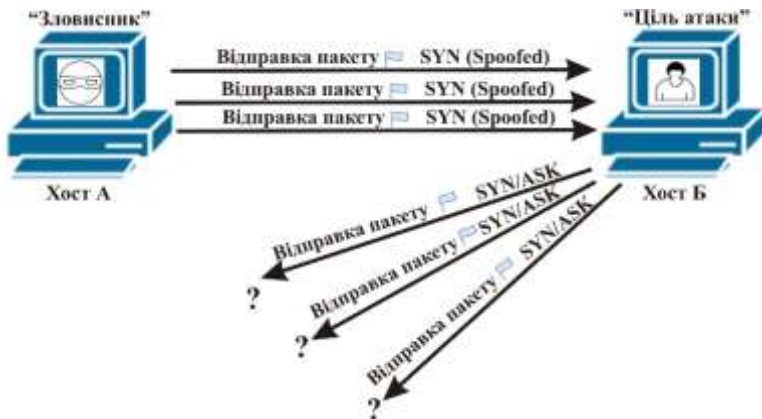 “Зловисник”
“Ціль атаки”
Відправка пакету SYN (Spoofed)
Відправка пакету SYN (Spoofed)
Відправка пакету SYN (Spoofed)
Хост А
Хост Б
Відправка пакету SYN/ASK
Відправка пакету SYN/ASK
Відправка пакету SYN/ASK
?
?
?